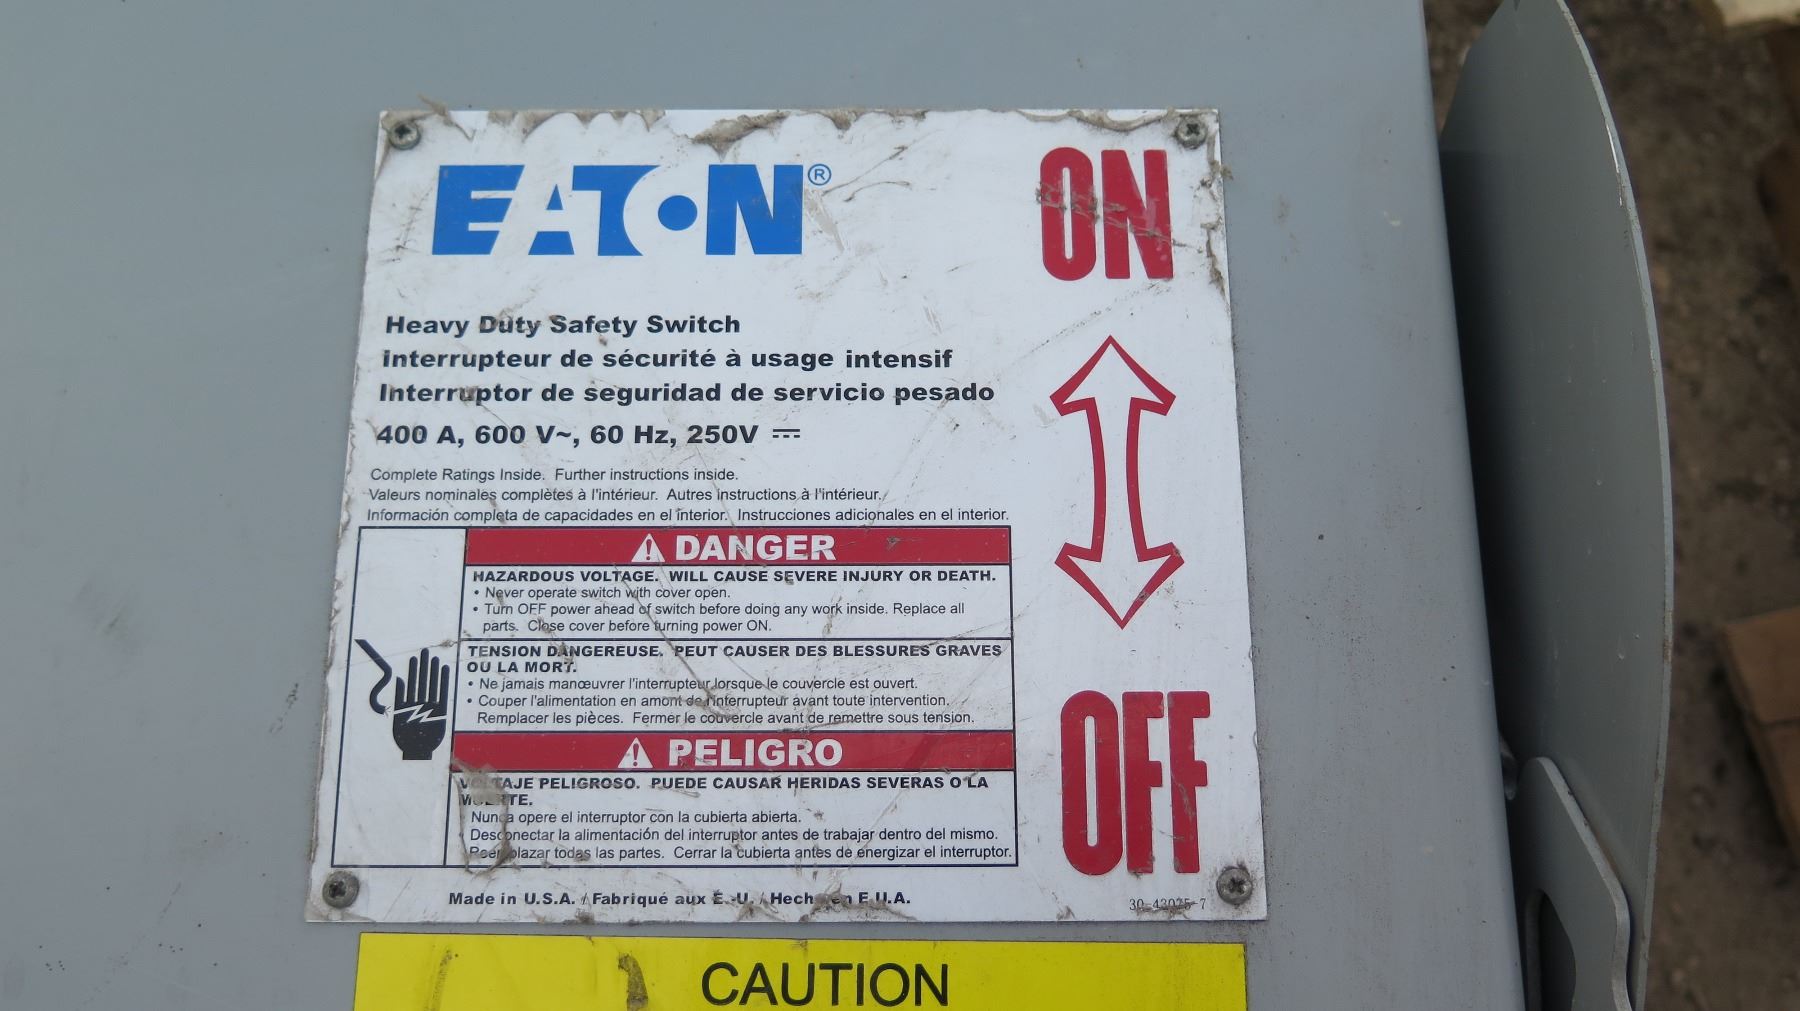 EATON®
ON
Heavy Duty Safety Switch
Interrupteur de sécurité à usage intensif
Interruptor de seguridad de servicio pesado
400 A, 600 V~, 60 Hz, 250V ⎓
Complete Ratings Inside. Further instructions inside.
Valeurs nominales complètes à l'intérieur. Autres instructions à l'intérieur.
Información completa de capacidades en el interior. Instrucciones adicionales en el interior.
⚠ DANGER
HAZARDOUS VOLTAGE. WILL CAUSE SEVERE INJURY OR DEATH.
• Never operate switch with cover open.
• Turn OFF power ahead of switch before doing any work inside. Replace all
parts. Close cover before turning power ON.
TENSION DANGEREUSE. PEUT CAUSER DES BLESSURES GRAVES
OU LA MORT.
• Ne jamais manœuvrer l'interrupteur lorsque le couvercle est ouvert.
• Couper l'alimentation en amont de l'interrupteur avant toute intervention.
Remplacer les pièces. Fermer le couvercle avant de remettre sous tension.
⚠ PELIGRO
VOLTAJE PELIGROSO. PUEDE CAUSAR HERIDAS SEVERAS O LA
MUERTE.
Nunca opere el interruptor con la cubierta abierta.
Desconectar la alimentación del interruptor antes de trabajar dentro del mismo.
Reemplazar todas las partes. Cerrar la cubierta antes de energizar el interruptor.
OFF
Made in U.S.A. / Fabriqué aux É.-U. / Hecho en E.U.A.
30-43075-7
CAUTION